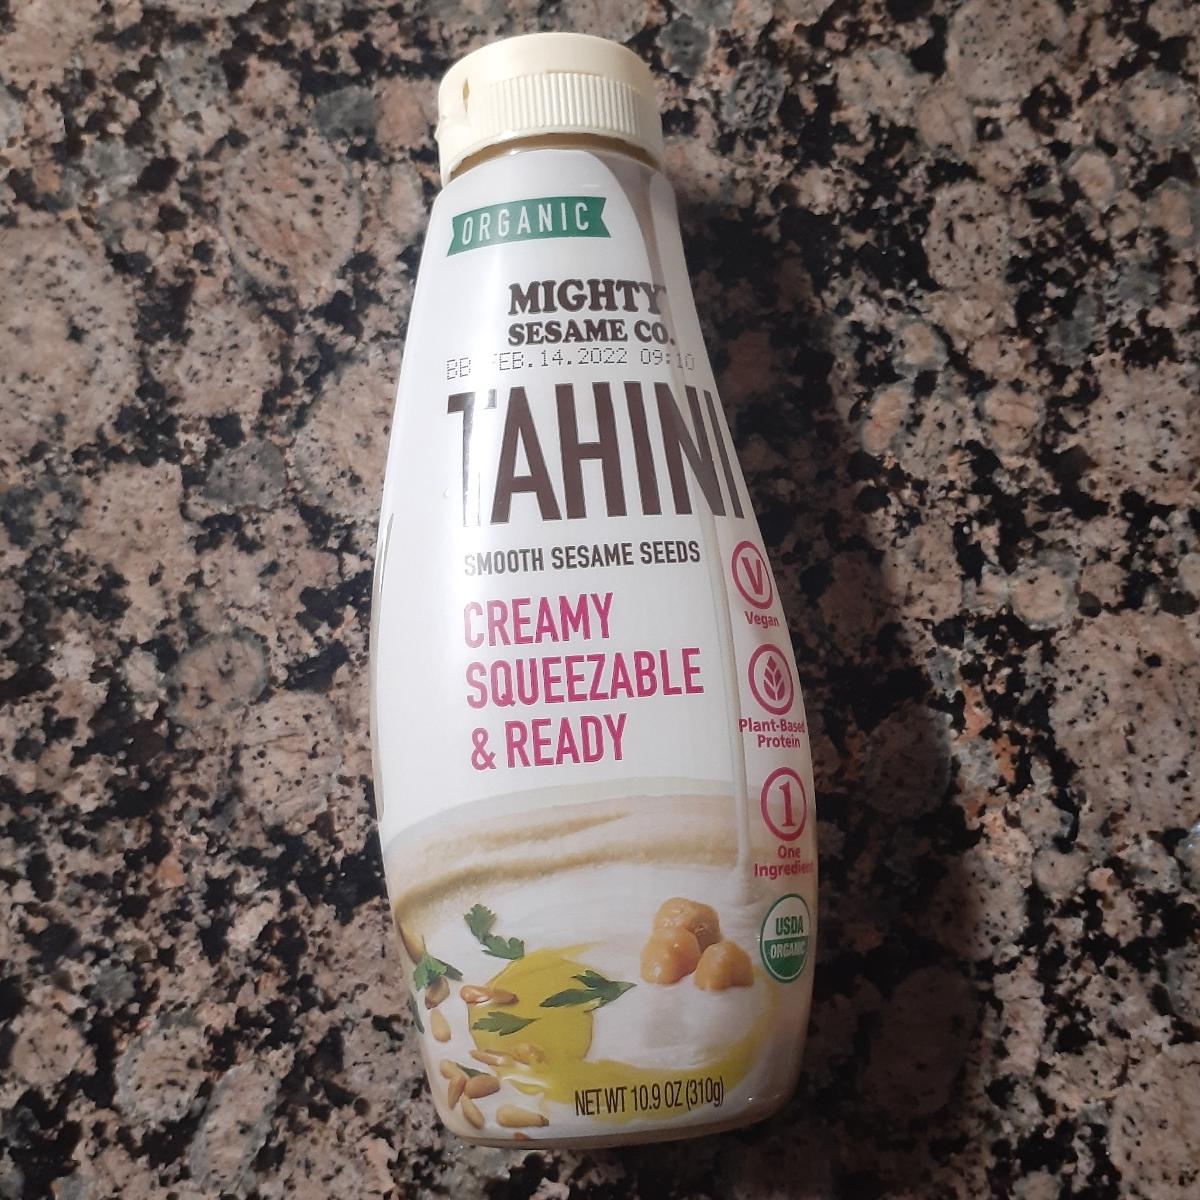 ORGANIC
MIGHTY
SESAME CO.
BB FEB.14.2022 09:10
TAHINI
SMOOTH SESAME SEEDS
CREAMY
SQUEEZABLE
& READY
V
Vegan
Plant-Based
Protein
1
One
Ingredient
USDA
ORGANIC
NET WT 10.9 OZ (310g)